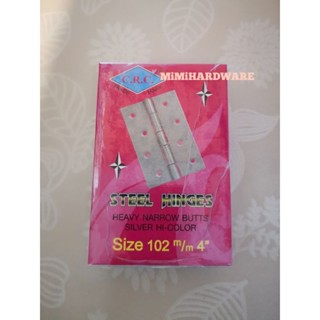 C.R.C
MiMiHARDWARE
STEEL HINGES
HEAVY NARROW BUTTS
SILVER HI-COLOR
Size 102 m/m 4"